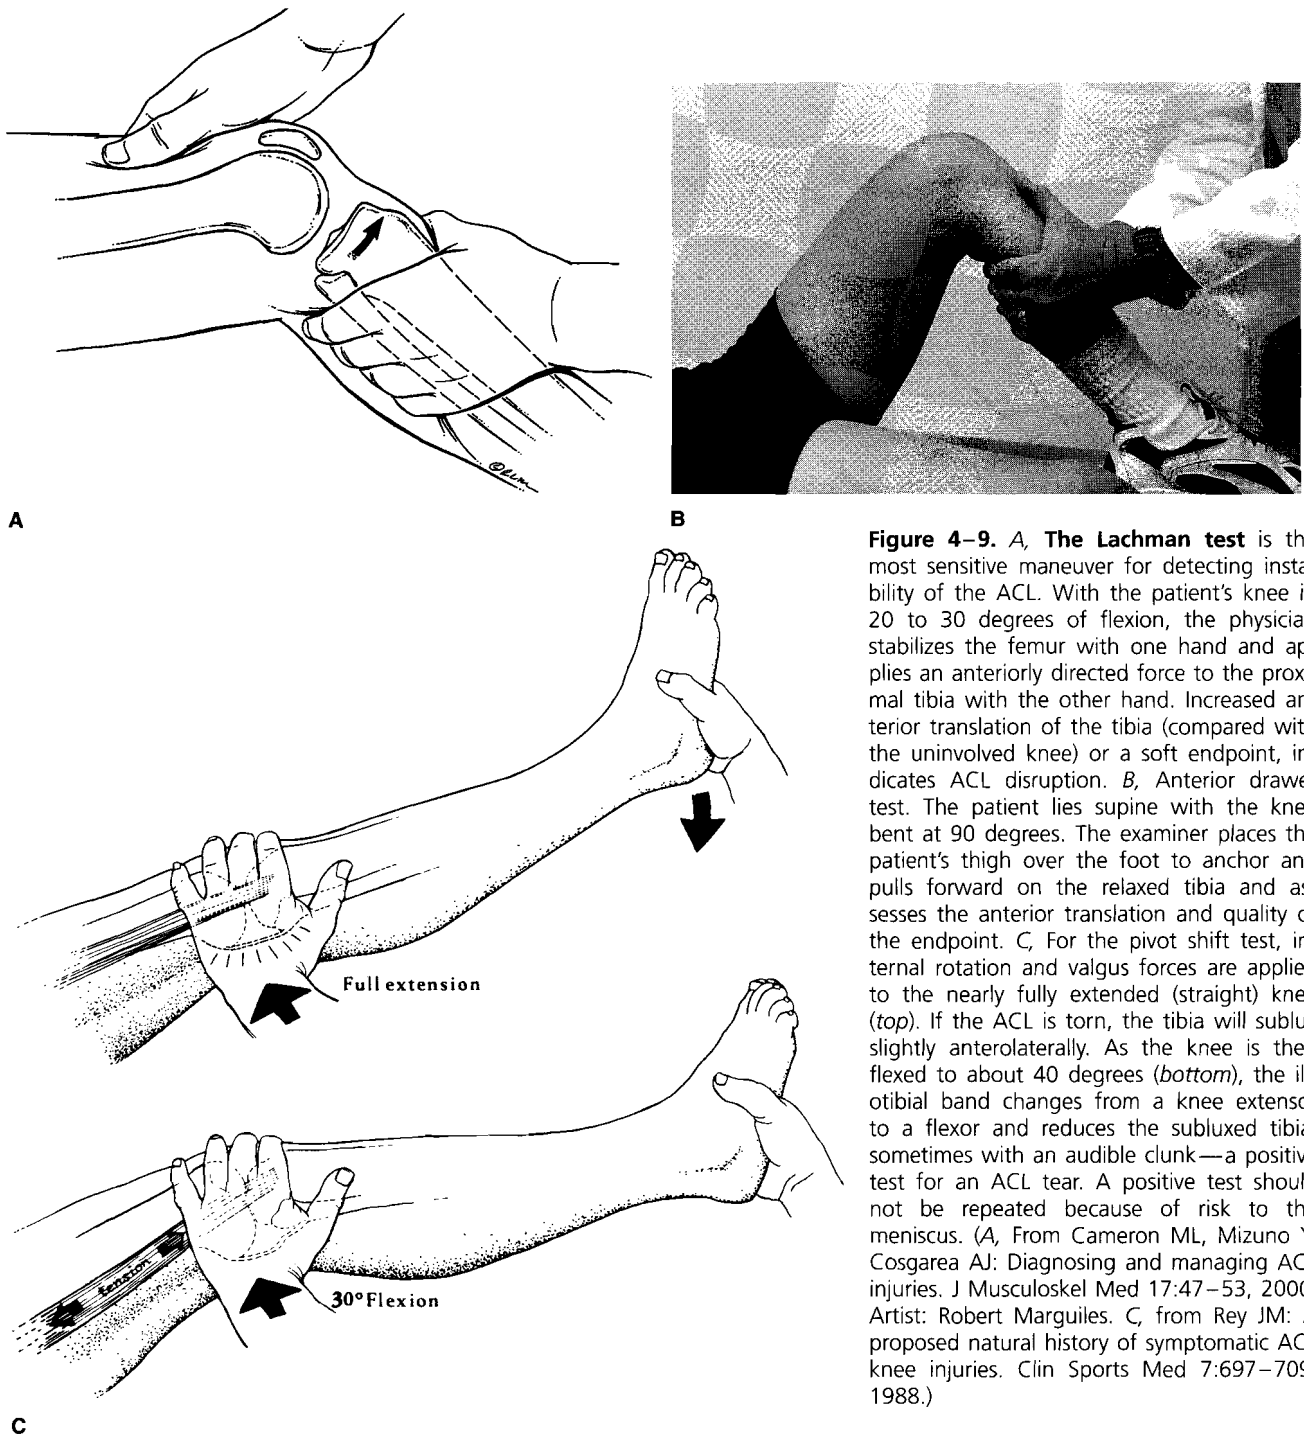 A
B
Full extension
tension
30° Flexion
C
Figure 4–9. A, The Lachman test is th
most sensitive maneuver for detecting insta
bility of the ACL. With the patient's knee i
20 to 30 degrees of flexion, the physicia
stabilizes the femur with one hand and ap
plies an anteriorly directed force to the prox
mal tibia with the other hand. Increased an
terior translation of the tibia (compared wit
the uninvolved knee) or a soft endpoint, in
dicates ACL disruption. B, Anterior drawe
test. The patient lies supine with the kne
bent at 90 degrees. The examiner places th
patient's thigh over the foot to anchor an
pulls forward on the relaxed tibia and as
sesses the anterior translation and quality o
the endpoint. C, For the pivot shift test, in
ternal rotation and valgus forces are applie
to the nearly fully extended (straight) kne
(top). If the ACL is torn, the tibia will sublu
slightly anterolaterally. As the knee is the
flexed to about 40 degrees (bottom), the il
otibial band changes from a knee extenso
to a flexor and reduces the subluxed tibia
sometimes with an audible clunk—a positiv
test for an ACL tear. A positive test shoul
not be repeated because of risk to th
meniscus. (A, From Cameron ML, Mizuno Y
Cosgarea AJ: Diagnosing and managing AC
injuries. J Musculoskel Med 17:47–53, 2000
Artist: Robert Marguiles. C, from Rey JM:
proposed natural history of symptomatic AC
knee injuries. Clin Sports Med 7:697–709
1988.)